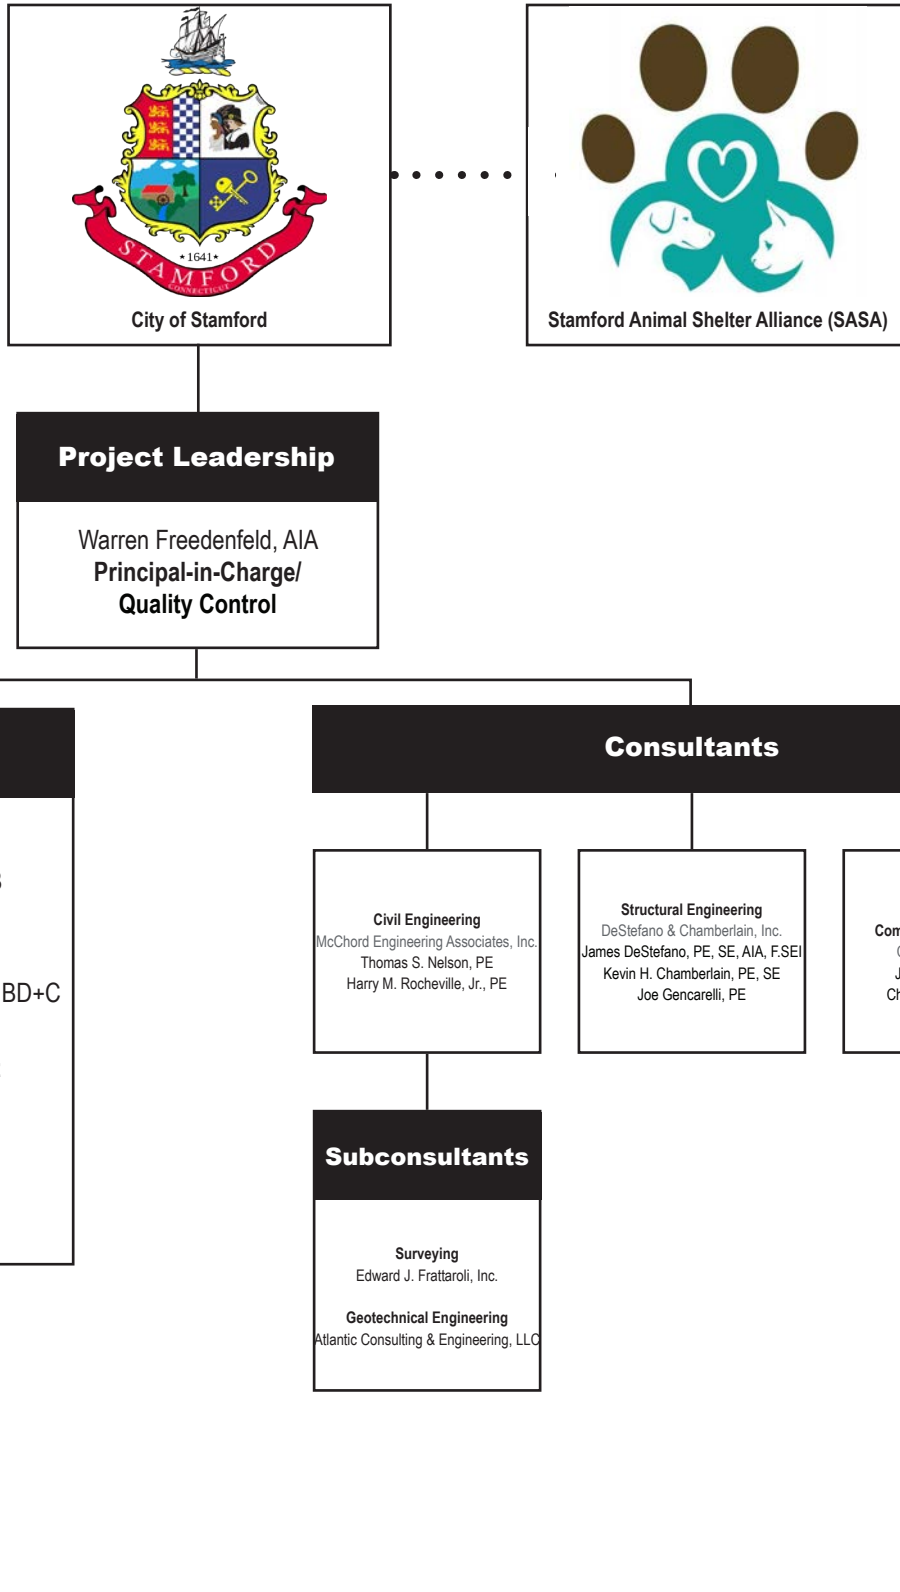 STAMFORD
★1641★
CONNECTICUT
City of Stamford
Stamford Animal Shelter Alliance (SASA)
Project Leadership
Warren Freedenfeld, AIA
Principal-in-Charge/
Quality Control
BD+C
Consultants
Civil Engineering
McChord Engineering Associates, Inc.
Thomas S. Nelson, PE
Harry M. Rocheville, Jr., PE
Structural Engineering
DeStefano & Chamberlain, Inc.
James DeStefano, PE, SE, AIA, F.SEI
Kevin H. Chamberlain, PE, SE
Joe Gencarelli, PE
Com
J
Ch
Subconsultants
Surveying
Edward J. Frattaroli, Inc.
Geotechnical Engineering
Atlantic Consulting & Engineering, LLC